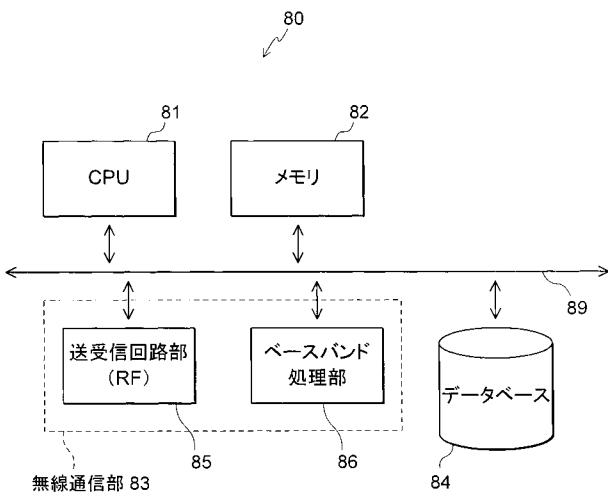 80
81
82
CPU
メモリ
89
送受信回路部
(RF)
ベースバンド
処理部
データベース
無線通信部 83
85
86
84